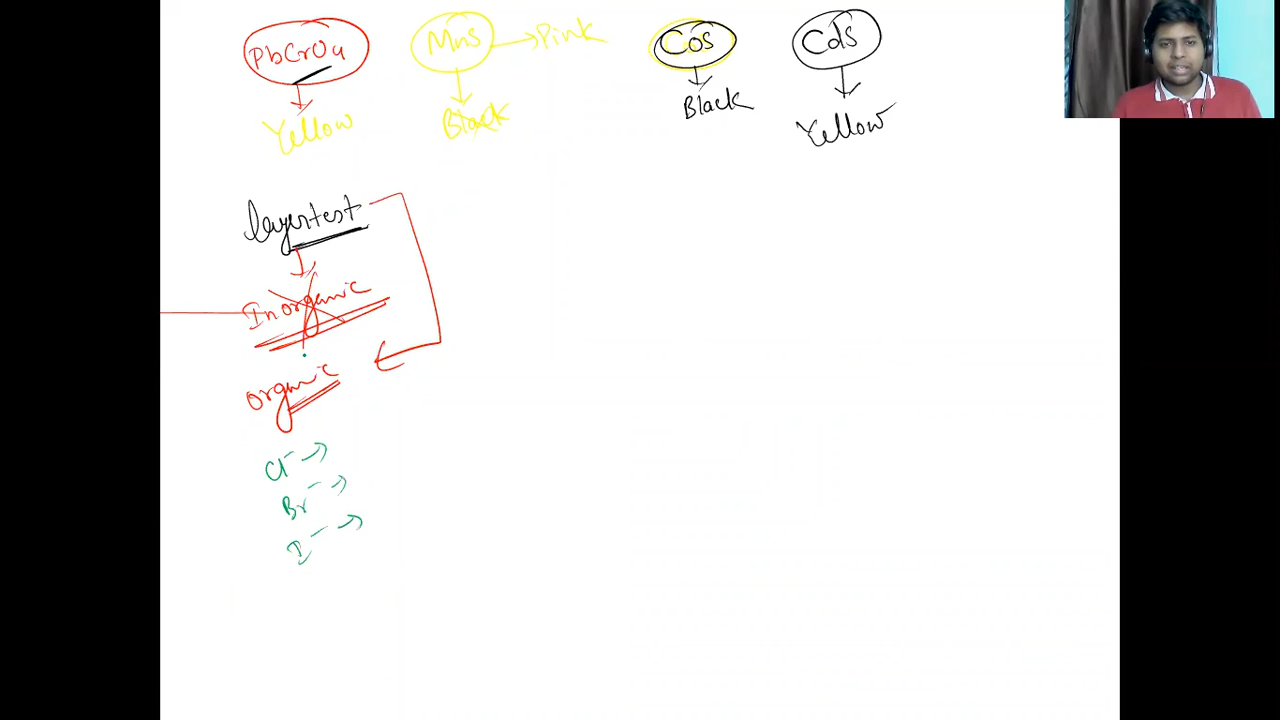 PbCrO4 MnS → Pink CoS CdS
Yellow Black Black Yellow
layertest
Inorganic
organic
Cl⁻ →
Br⁻ →
I⁻ →